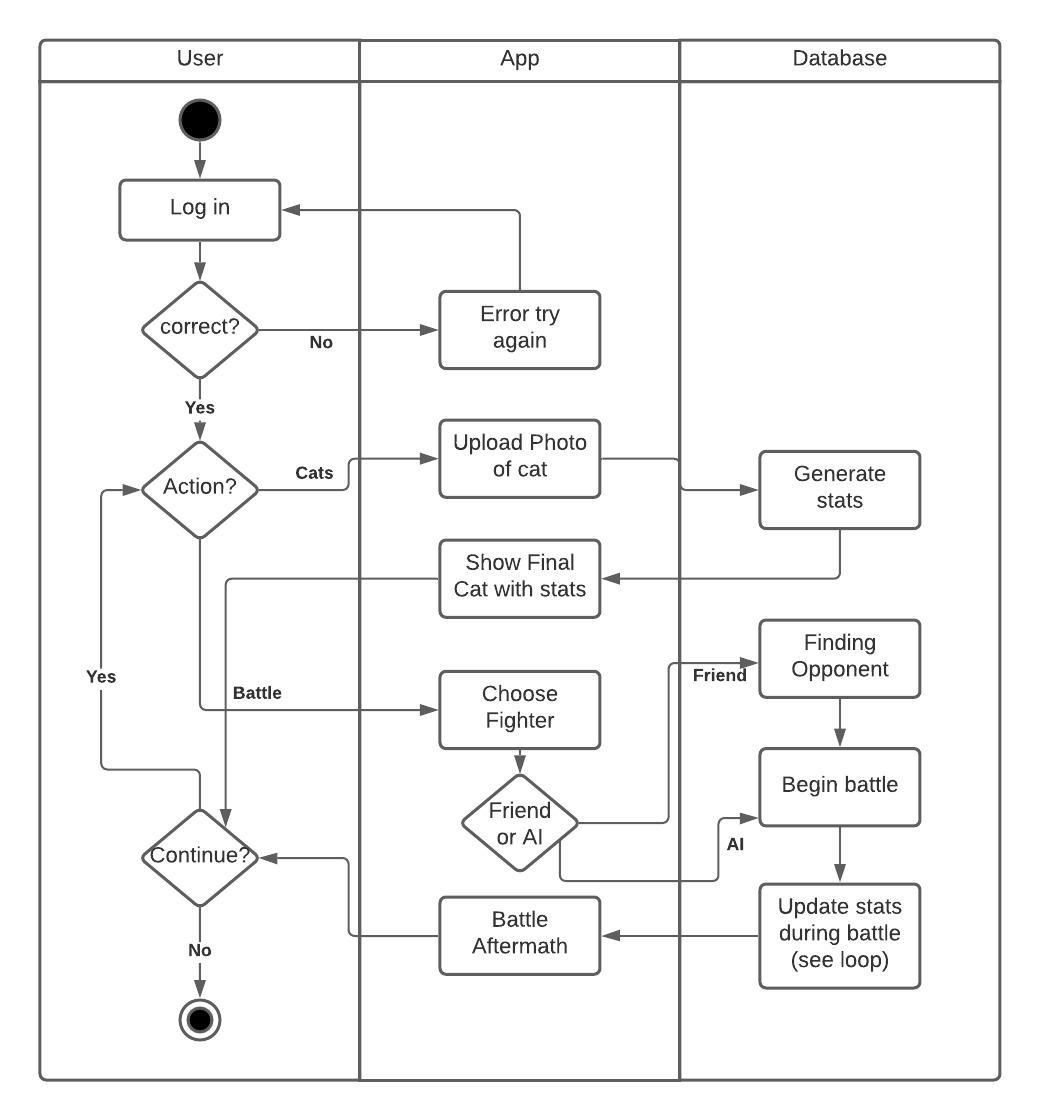 User
App
Database
Log in
Error try
again
correct?
No
Yes
Upload Photo
of cat
Cats
Action?
Generate
stats
Show Final
Cat with stats
Finding
Opponent
Friend
Yes
Battle
Choose
Fighter
Begin battle
Friend
or AI
AI
Continue?
Update stats
during battle
(see loop)
Battle
Aftermath
No